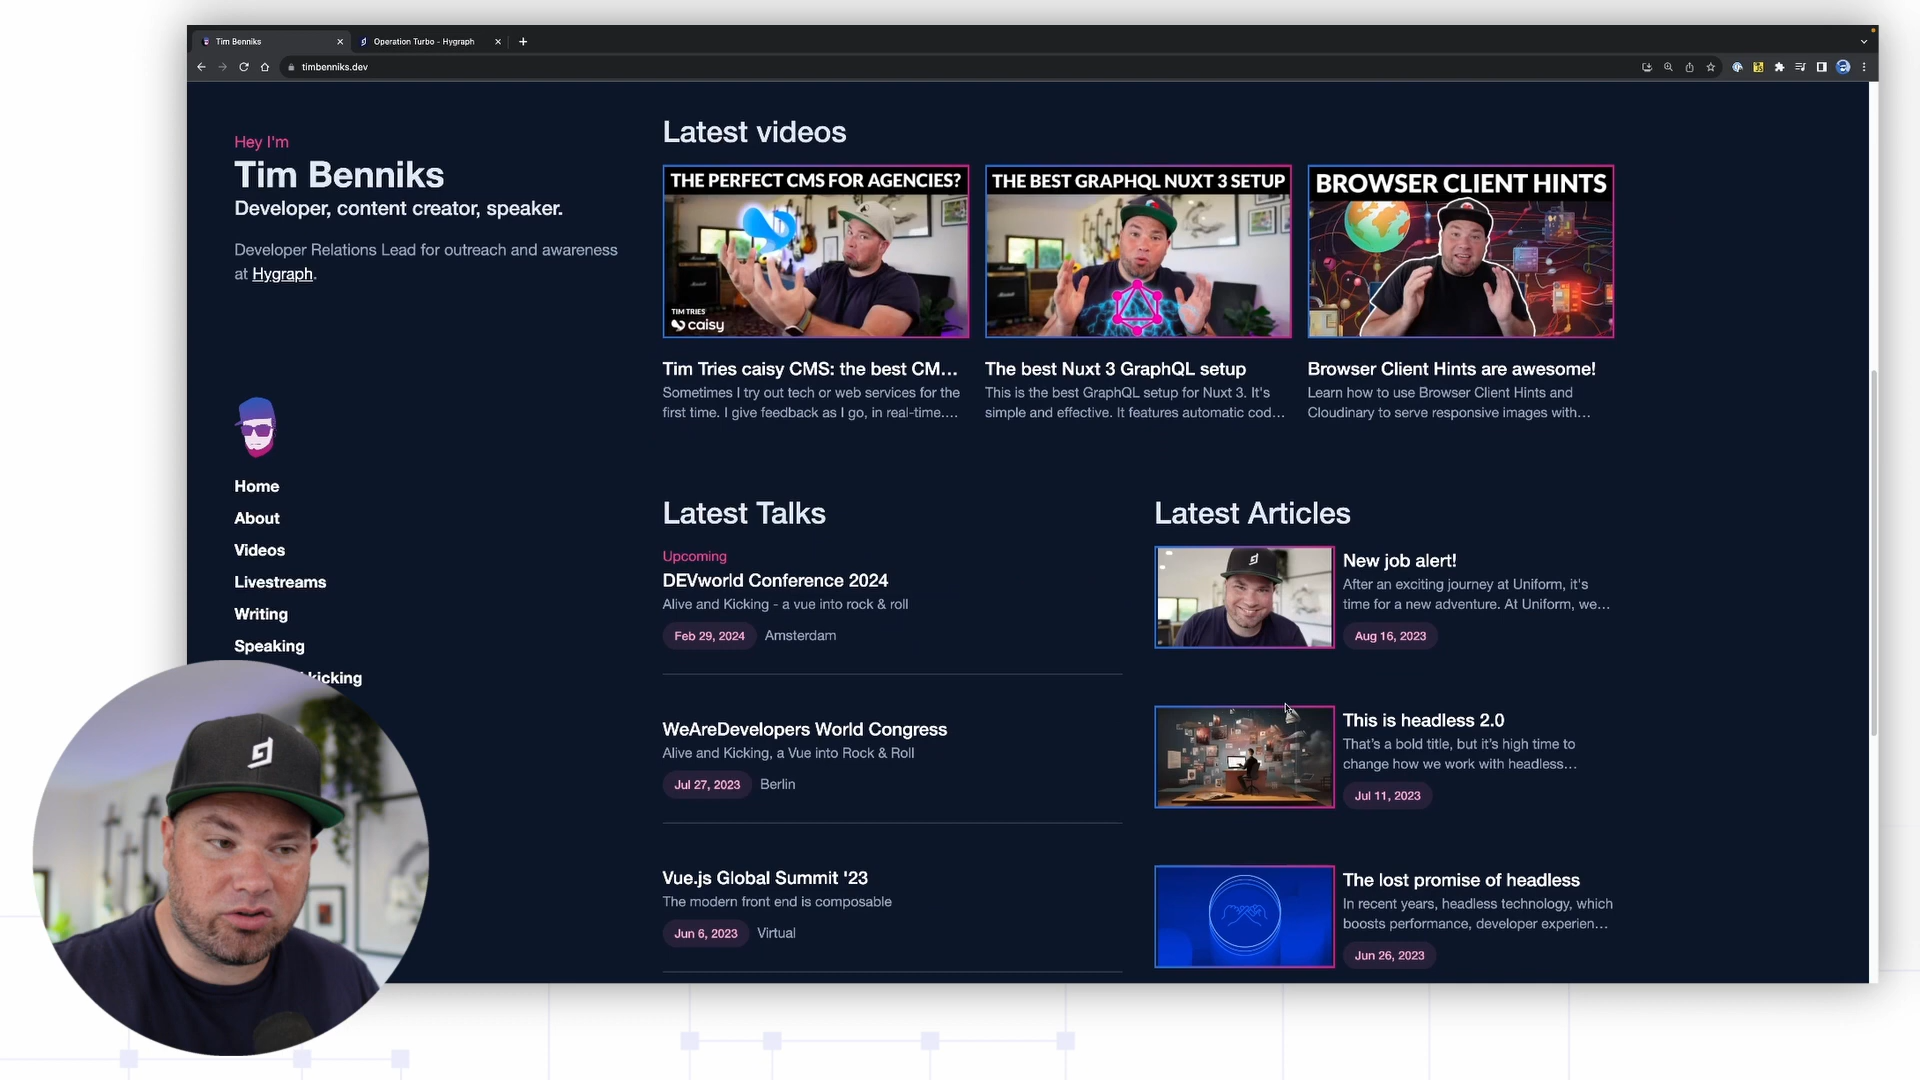 Tim Benniks
Operation Turbo - Hygraph
timbenniks.dev
Hey I'm
Tim Benniks
Developer, content creator, speaker.
Developer Relations Lead for outreach and awareness
at Hygraph.
Home
About
Videos
Livestreams
Writing
Speaking
kicking
Latest videos
THE PERFECT CMS FOR AGENCIES?
TIM TRIES
caisy
Tim Tries caisy CMS: the best CM...
Sometimes I try out tech or web services for the
first time. I give feedback as I go, in real-time....
THE BEST GRAPHQL NUXT 3 SETUP
The best Nuxt 3 GraphQL setup
This is the best GraphQL setup for Nuxt 3. It's
simple and effective. It features automatic cod...
BROWSER CLIENT HINTS
Browser Client Hints are awesome!
Learn how to use Browser Client Hints and
Cloudinary to serve responsive images with...
Latest Talks
Upcoming
DEVworld Conference 2024
Alive and Kicking - a vue into rock & roll
Feb 29, 2024 Amsterdam
WeAreDevelopers World Congress
Alive and Kicking, a Vue into Rock & Roll
Jul 27, 2023 Berlin
Vue.js Global Summit '23
The modern front end is composable
Jun 6, 2023 Virtual
Latest Articles
New job alert!
After an exciting journey at Uniform, it's
time for a new adventure. At Uniform, we...
Aug 16, 2023
This is headless 2.0
That's a bold title, but it's high time to
change how we work with headless...
Jul 11, 2023
The lost promise of headless
In recent years, headless technology, which
boosts performance, developer experien...
Jun 26, 2023